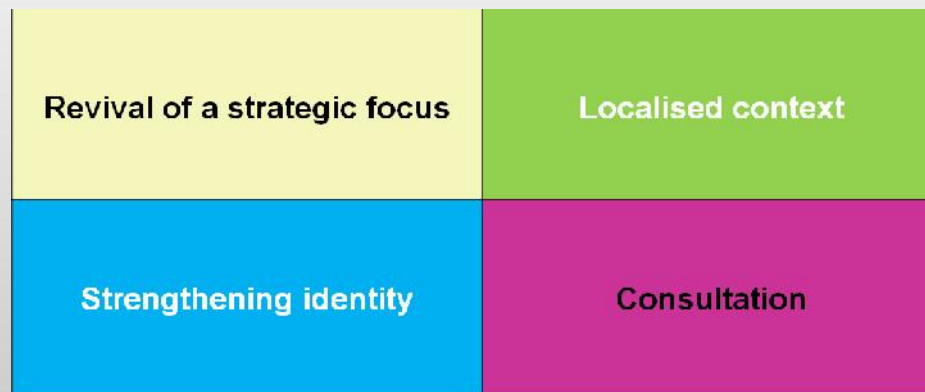 Revival of a strategic focus
Localised context
Strengthening identity
Consultation